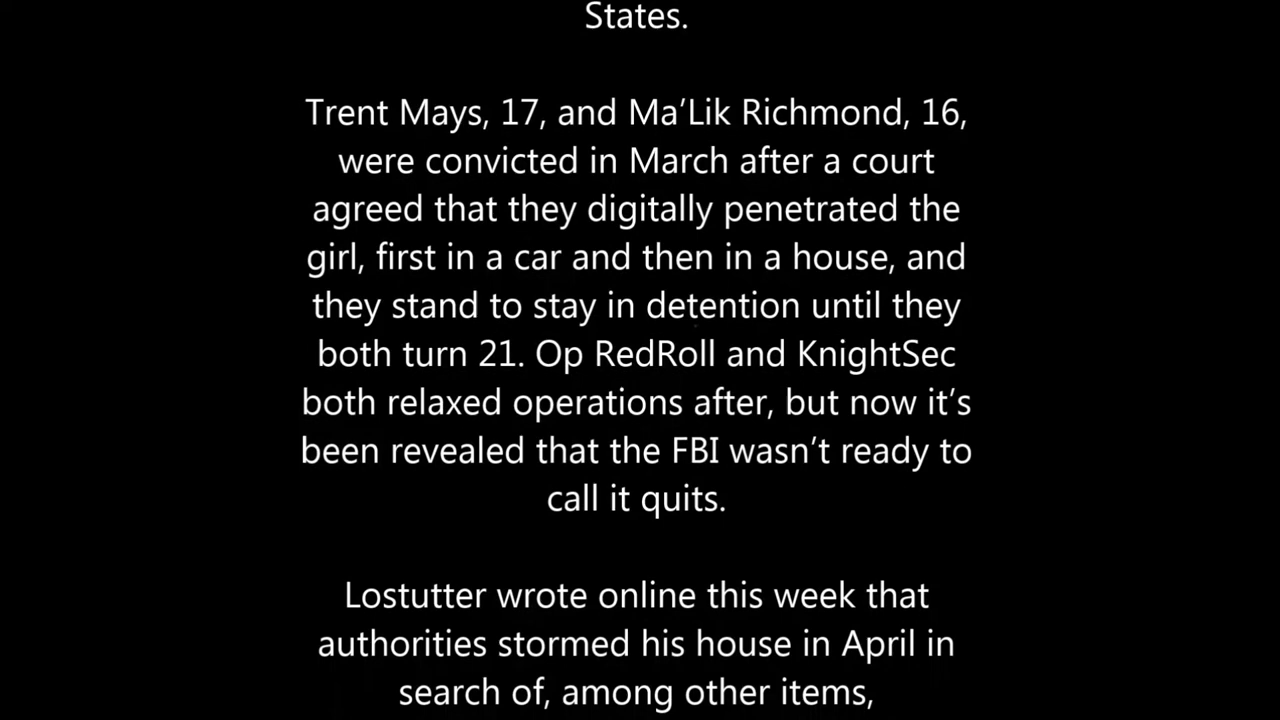 States.
Trent Mays, 17, and Ma’Lik Richmond, 16,
were convicted in March after a court
agreed that they digitally penetrated the
girl, first in a car and then in a house, and
they stand to stay in detention until they
both turn 21. Op RedRoll and KnightSec
both relaxed operations after, but now it’s
been revealed that the FBI wasn’t ready to
call it quits.
Lostutter wrote online this week that
authorities stormed his house in April in
search of, among other items,